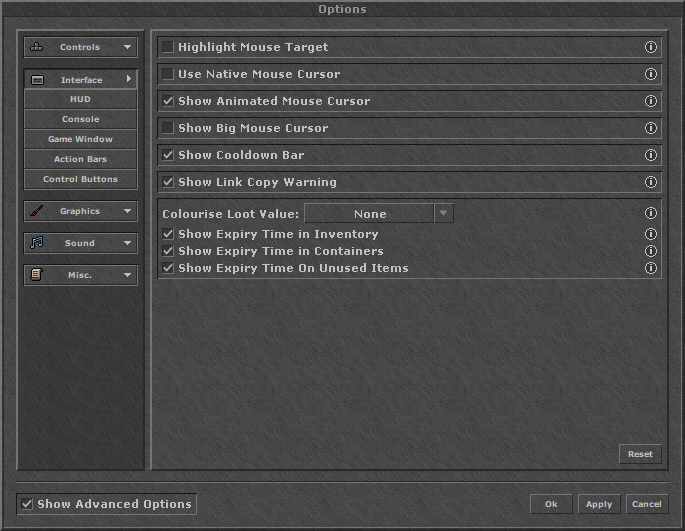 Options
Controls
Interface
HUD
Console
Game Window
Action Bars
Control Buttons
Graphics
Sound
Misc.
Highlight Mouse Target
Use Native Mouse Cursor
Show Animated Mouse Cursor
Show Big Mouse Cursor
Show Cooldown Bar
Show Link Copy Warning
Colourise Loot Value: None
Show Expiry Time in Inventory
Show Expiry Time in Containers
Show Expiry Time On Unused Items
Reset
Show Advanced Options
Ok Apply Cancel